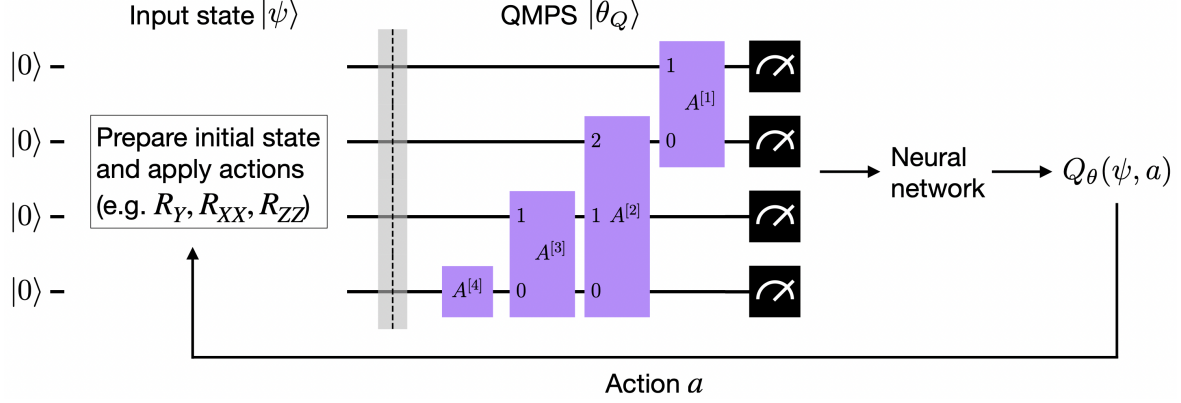 Input state |ψ⟩
QMPS |θ_Q⟩
|0⟩
|0⟩
|0⟩
|0⟩
Prepare initial state
and apply actions
(e.g. R_Y, R_XX, R_ZZ)
A^[4]
1
A^[3]
0
2
1 A^[2]
0
1
A^[1]
0
Neural
network
Q_θ(ψ, a)
Action a